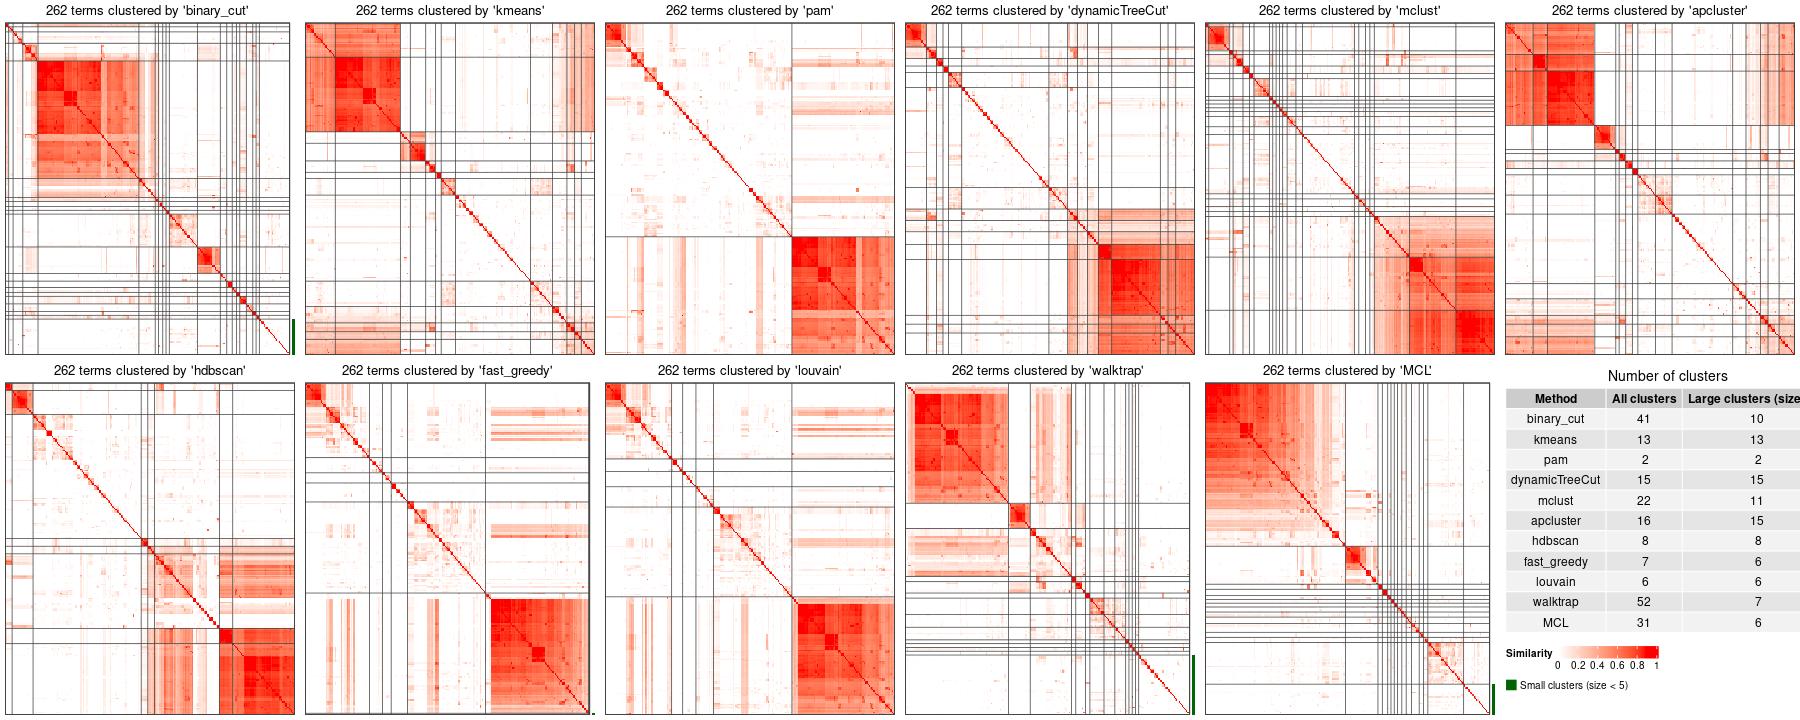 262 terms clustered by 'binary_cut'
262 terms clustered by 'kmeans'
262 terms clustered by 'pam'
262 terms clustered by 'dynamicTreeCut'
262 terms clustered by 'mclust'
262 terms clustered by 'apcluster'
262 terms clustered by 'hdbscan'
262 terms clustered by 'fast_greedy'
262 terms clustered by 'louvain'
262 terms clustered by 'walktrap'
262 terms clustered by 'MCL'
Number of clusters
Method All clusters Large clusters (size
binary_cut 41 10
kmeans 13 13
pam 2 2
dynamicTreeCut 15 15
mclust 22 11
apcluster 16 15
hdbscan 8 8
fast_greedy 7 6
louvain 6 6
walktrap 52 7
MCL 31 6
Similarity
0 0.2 0.4 0.6 0.8 1
Small clusters (size < 5)